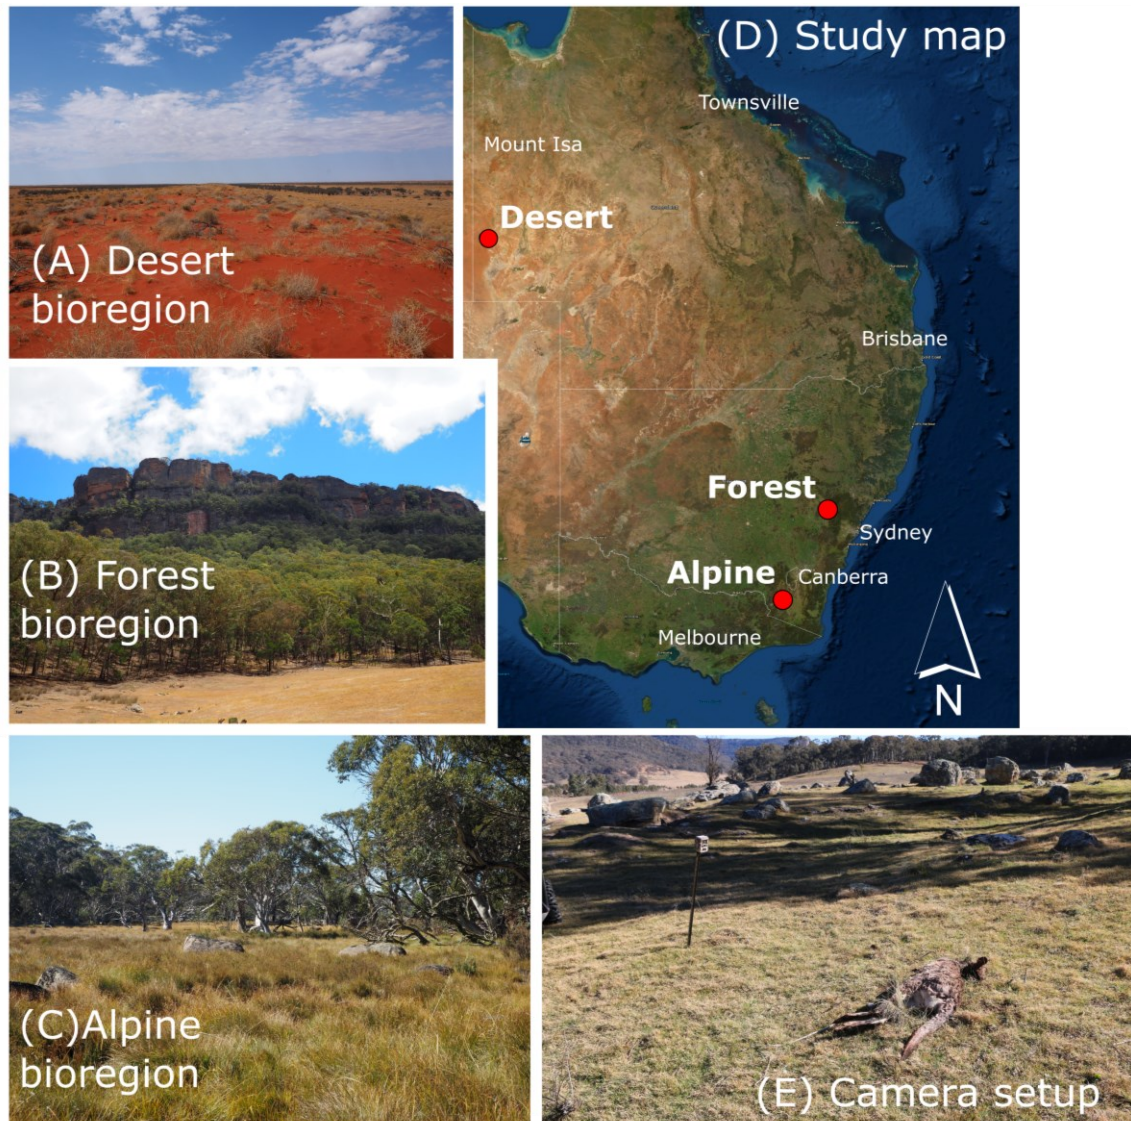 (A) Desert
bioregion
(B) Forest
bioregion
(C)Alpine
bioregion
(D) Study map
Townsville
Mount Isa
Desert
Brisbane
Forest
Sydney
Alpine
Canberra
Melbourne
N
(E) Camera setup